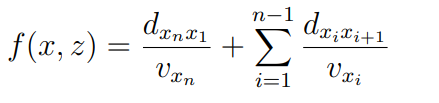 f(x, z) = \frac{d_{x_n x_1}}{v_{x_n}} + \sum_{i=1}^{n-1} \frac{d_{x_i x_{i+1}}}{v_{x_i}}